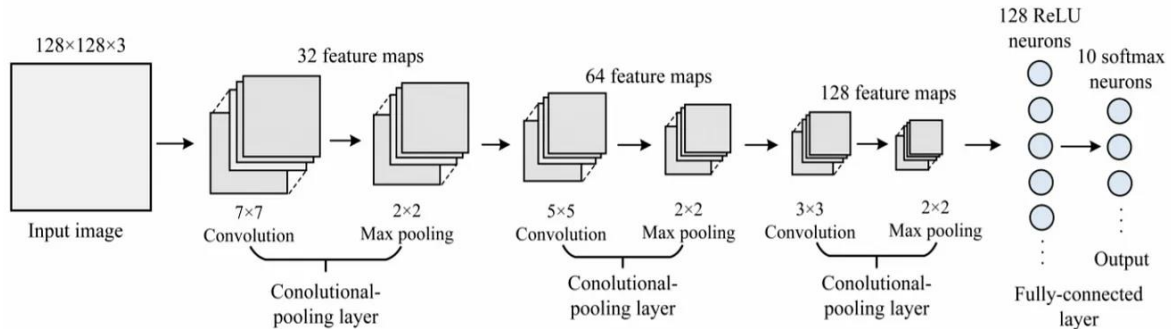 128×128×3
Input image
32 feature maps
7×7
Convolution
2×2
Max pooling
Conolutional-
pooling layer
64 feature maps
5×5
Convolution
2×2
Max pooling
Conolutional-
pooling layer
128 feature maps
3×3
Convolution
2×2
Max pooling
Conolutional-
pooling layer
128 ReLU
neurons
Fully-connected
layer
10 softmax
neurons
Output